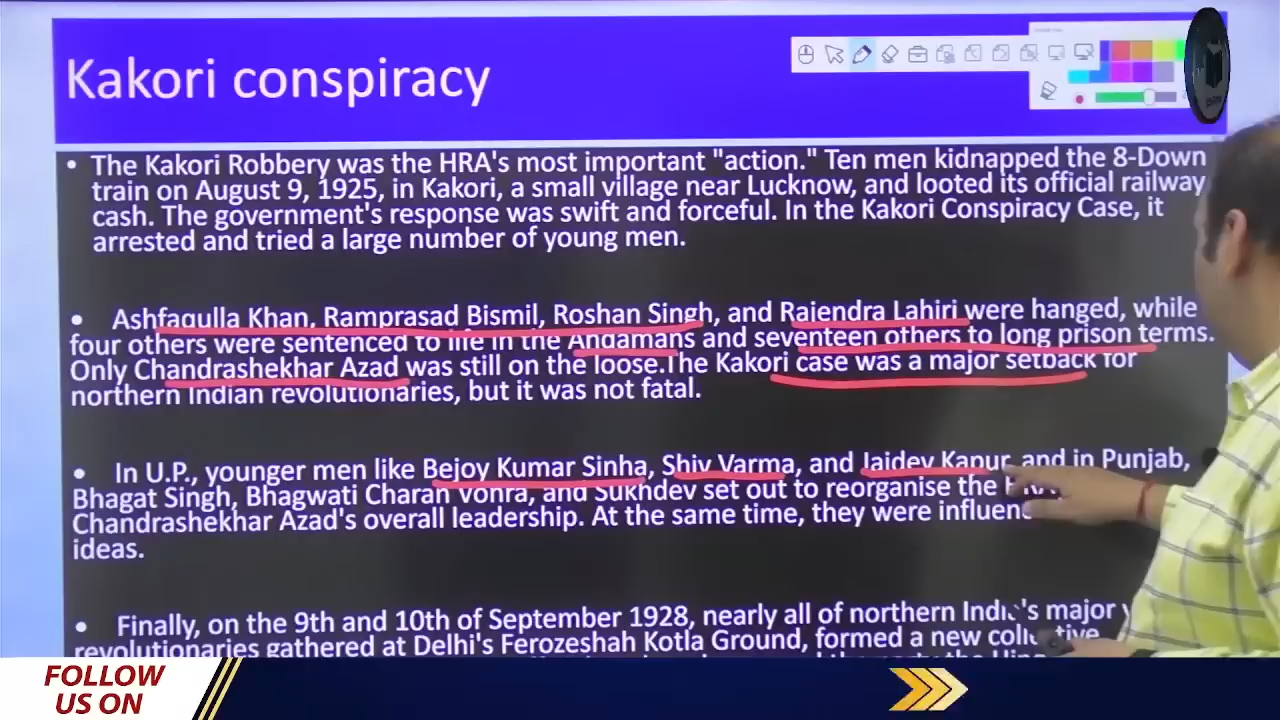 Kakori conspiracy
• The Kakori Robbery was the HRA's most important "action." Ten men kidnapped the 8-Down
train on August 9, 1925, in Kakori, a small village near Lucknow, and looted its official railway
cash. The government's response was swift and forceful. In the Kakori Conspiracy Case, it
arrested and tried a large number of young men.
• Ashfaqulla Khan, Ramprasad Bismil, Roshan Singh, and Rajendra Lahiri were hanged, while
four others were sentenced to life in the Andamans and seventeen others to long prison terms.
Only Chandrashekhar Azad was still on the loose.The Kakori case was a major setback for
northern Indian revolutionaries, but it was not fatal.
• In U.P., younger men like Bejoy Kumar Sinha, Shiv Varma, and Jaidev Kapur, and in Punjab,
Bhagat Singh, Bhagwati Charan Vohra, and Sukhdev set out to reorganise the HRA
Chandrashekhar Azad's overall leadership. At the same time, they were
ideas.
• Finally, on the 9th and 10th of September 1928, nearly all of northern India's major
revolutionaries gathered at Delhi's Ferozeshah Kotla Ground, formed a new collective
FOLLOW
US ON